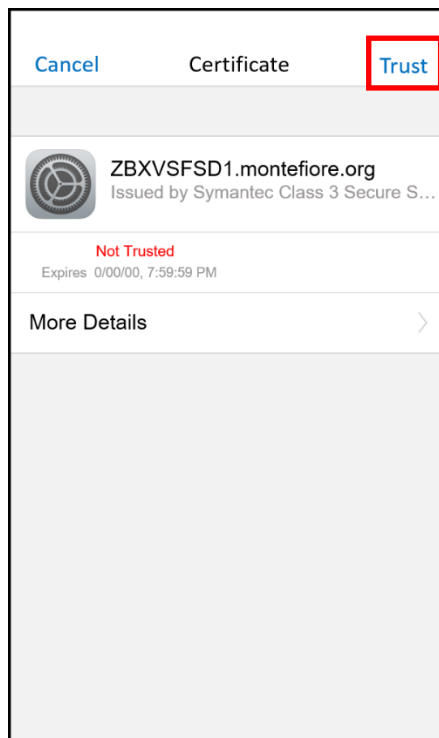 Cancel Certificate Trust
ZBXVSFSD1.montefiore.org
Issued by Symantec Class 3 Secure S...
Not Trusted
Expires 0/00/00, 7:59:59 PM
More Details